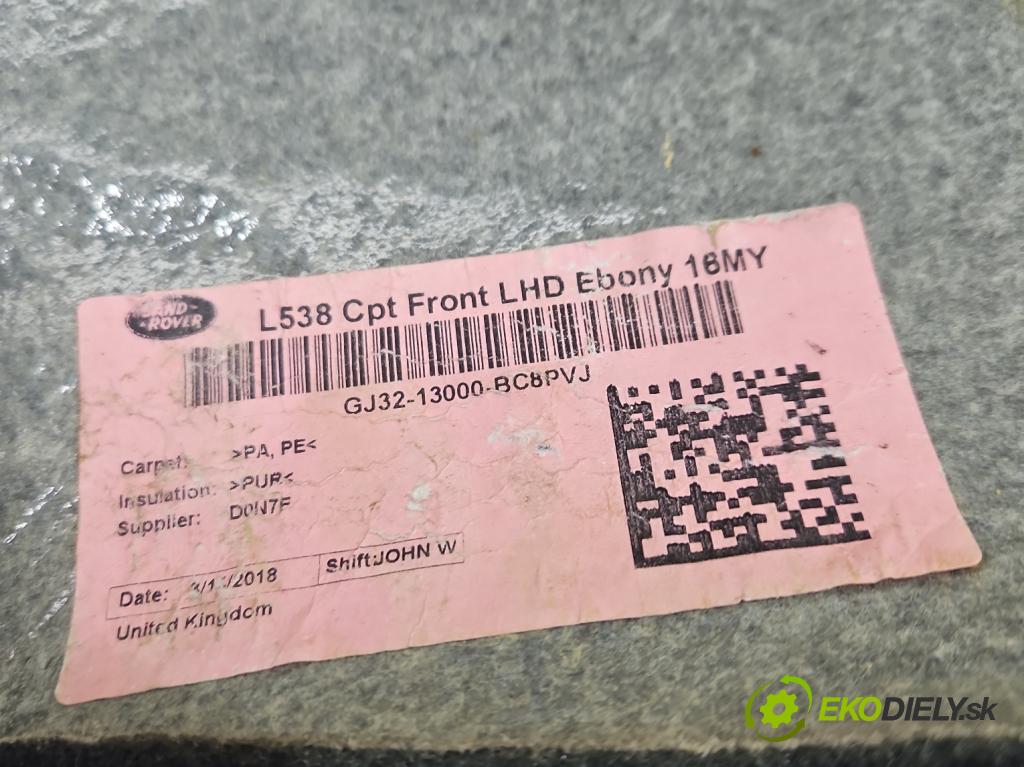 LAND
ROVER
L538 Cpt Front LHD Ebony 16MY
GJ32-13000-BC8PVJ
Carpet: >PA, PE<
Insulation: >PUR<
Supplier: D0N7F
Date: /2018 Shift:JOHN W
United Kingdom
EKODIELY.sk